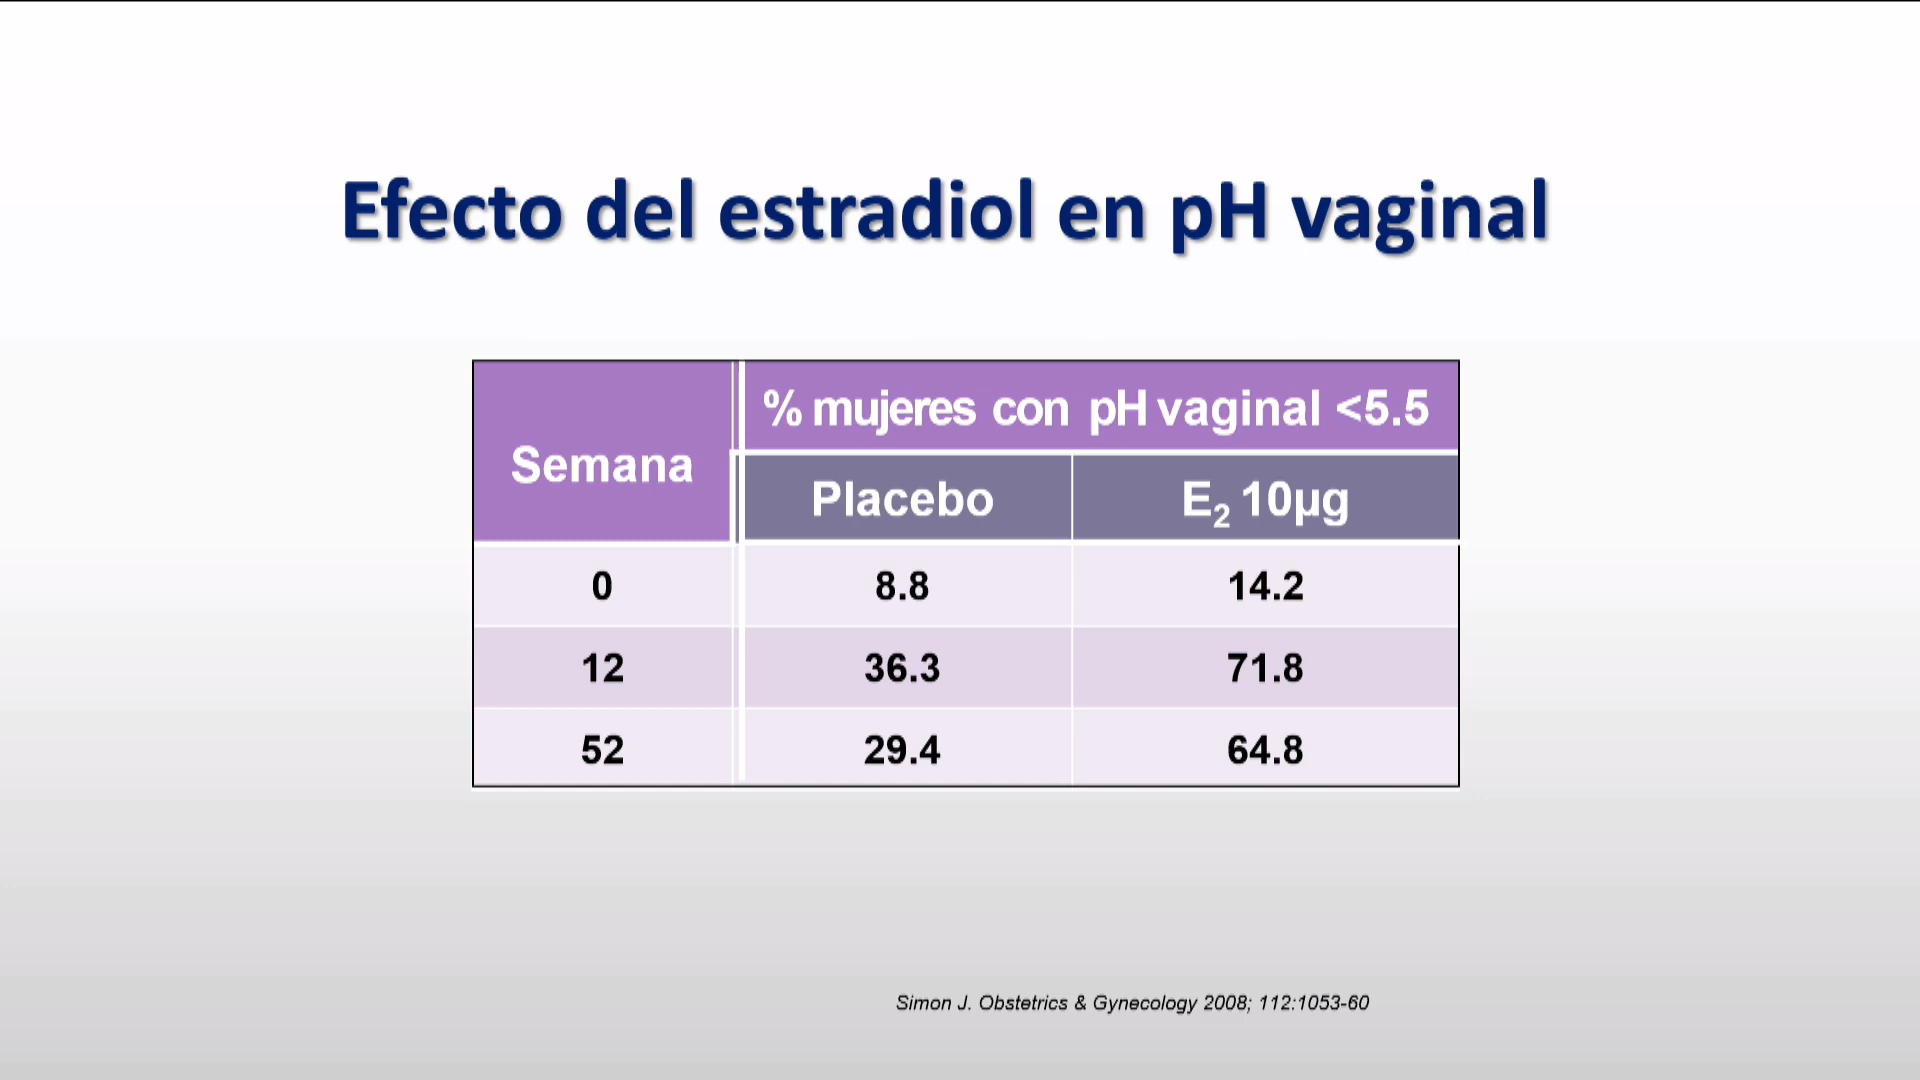 Efecto del estradiol en pH vaginal
Semana
% mujeres con pH vaginal <5.5
Placebo E₂ 10µg
0 8.8 14.2
12 36.3 71.8
52 29.4 64.8
Simon J. Obstetrics & Gynecology 2008; 112:1053-60